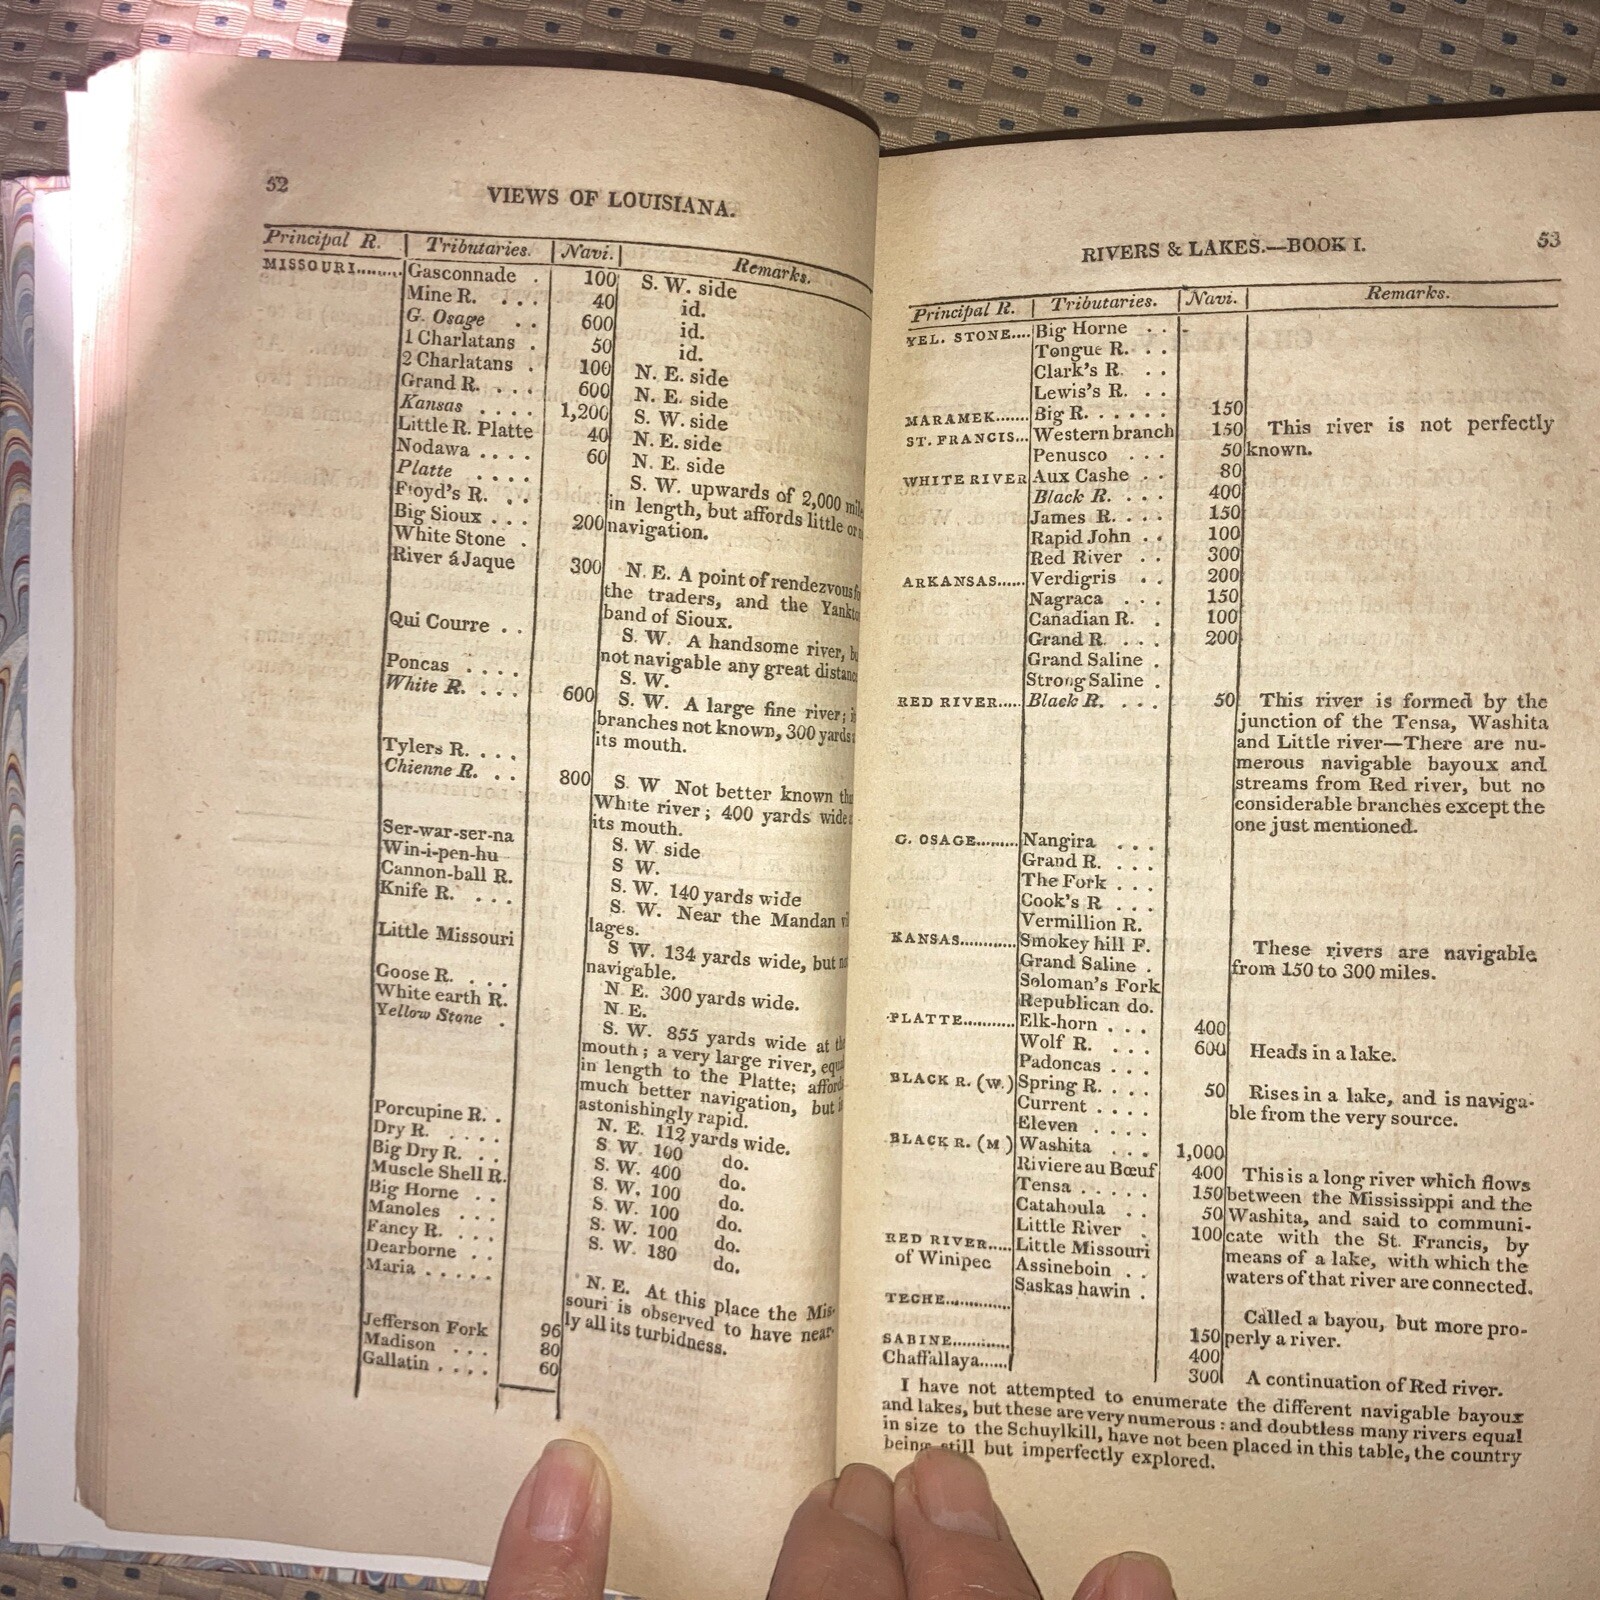 52
VIEWS OF LOUISIANA.
Principal R. Tributaries. Navi. Remarks.
MISSOURI......... Gasconnade . 100 S. W. side
Mine R. . . . 40 id.
G. Osage . . 600 id.
1 Charlatans . 50 id.
2 Charlatans . 100 N. E. side
Grand R. . . . 600 N. E. side
Kansas . . . . 1,200 S. W. side
Little R. Platte 40 N. E. side
Nodawa . . . . 60 N. E. side
Platte . . . . S. W. upwards of 2,000
Floyd's R. . . in length, but affords little or
Big Sioux . . . 200 navigation.
White Stone .
River á Jaque 300 N. E. A point of rendezvous
the traders, and the
band of Sioux.
Qui Courre . . S. W. A handsome river,
not navigable any great
Poncas . . . . S. W.
White R. . . . 600 S. W. A large fine river;
branches not known, 300 yards
its mouth.
Tylers R. . . .
Chienne R. . . 800 S. W Not better known
White river; 400 yards wide
its mouth.
Ser-war-ser-na S. W. side
Win-i-pen-hu S W.
Cannon-ball R. S. W. 140 yards wide
Knife R. . . . S. W. Near the Mandan
lages.
Little Missouri S W. 134 yards wide, but
navigable.
Goose R. . . . N. E. 300 yards wide.
White earth R. N. E.
Yellow Stone . S. W. 855 yards wide at
mouth; a very large river,
in length to the Platte;
much better navigation, but
astonishingly rapid.
Porcupine R. . N. E. 112 yards wide.
Dry R. . . . . S. W. 100 do.
Big Dry R. . . S. W. 400 do.
Muscle Shell R. S. W. 100 do.
Big Horne . . S. W. 100 do.
Manoles . . . S. W. 100 do.
Fancy R. . . . S. W. 180 do.
Dearborne . .
Maria . . . . . N. E. At this place the Mis-
souri is observed to have near-
ly all its turbidness.
Jefferson Fork 96
Madison . . . 80
Gallatin . . . . 60
RIVERS & LAKES.—BOOK I.
53
Principal R. Tributaries. Navi. Remarks.
YEL. STONE.... Big Horne . . -
Tongue R. . .
Clark's R. . .
Lewis's R. . .
MARAMEK....... Big R. . . . . . 150
ST. FRANCIS... Western branch 150 This river is not perfectly
Penusco . . . 50 known.
WHITE RIVER Aux Cashe . . 80
Black R. . . . 400
James R. . . . 150
Rapid John . . 100
Red River . . 300
ARKANSAS...... Verdigris . . 200
Nagraca . . . 150
Canadian R. . 100
Grand R. . . . 200
Grand Saline .
Strong Saline .
RED RIVER..... Black R. . . . 50 This river is formed by the
junction of the Tensa, Washita
and Little river—There are nu-
merous navigable bayoux and
streams from Red river, but no
considerable branches except the
one just mentioned.
G. OSAGE......... Nangira . . .
Grand R. . . .
The Fork . . .
Cook's R . . .
Vermillion R.
KANSAS............ Smokey hill F. These rivers are navigable
Grand Saline . from 150 to 300 miles.
Soloman's Fork
Republican do.
PLATTE........... Elk-horn . . . 400
Wolf R. . . . 600 Heads in a lake.
Padoncas . . .
BLACK R. (W.) Spring R. . . . 50 Rises in a lake, and is naviga-
Current . . . . ble from the very source.
Eleven . . . .
BLACK R. (M ) Washita . . . 1,000
Riviere au Bœuf 400 This is a long river which flows
Tensa . . . . . 150 between the Mississippi and the
Catahoula . . 50 Washita, and said to communi-
Little River . 100 cate with the St. Francis, by
RED RIVER..... Little Missouri means of a lake, with which the
of Winipec Assineboin . . waters of that river are connected.
Saskas hawin .
TECHE............. Called a bayou, but more pro-
150 perly a river.
SABINE............ 400
Chaffallaya...... 300 A continuation of Red river.
I have not attempted to enumerate the different navigable bayoux
and lakes, but these are very numerous: and doubtless many rivers equal
in size to the Schuylkill, have not been placed in this table, the country
being still but imperfectly explored.